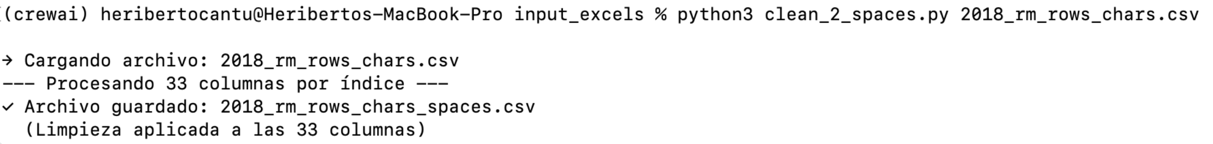 (crewai) heribertocantu@Heribertos-MacBook-Pro input_excels % python3 clean_2_spaces.py 2018_rm_rows_chars.csv
→ Cargando archivo: 2018_rm_rows_chars.csv
--- Procesando 33 columnas por índice ---
✓ Archivo guardado: 2018_rm_rows_chars_spaces.csv
(Limpieza aplicada a las 33 columnas)